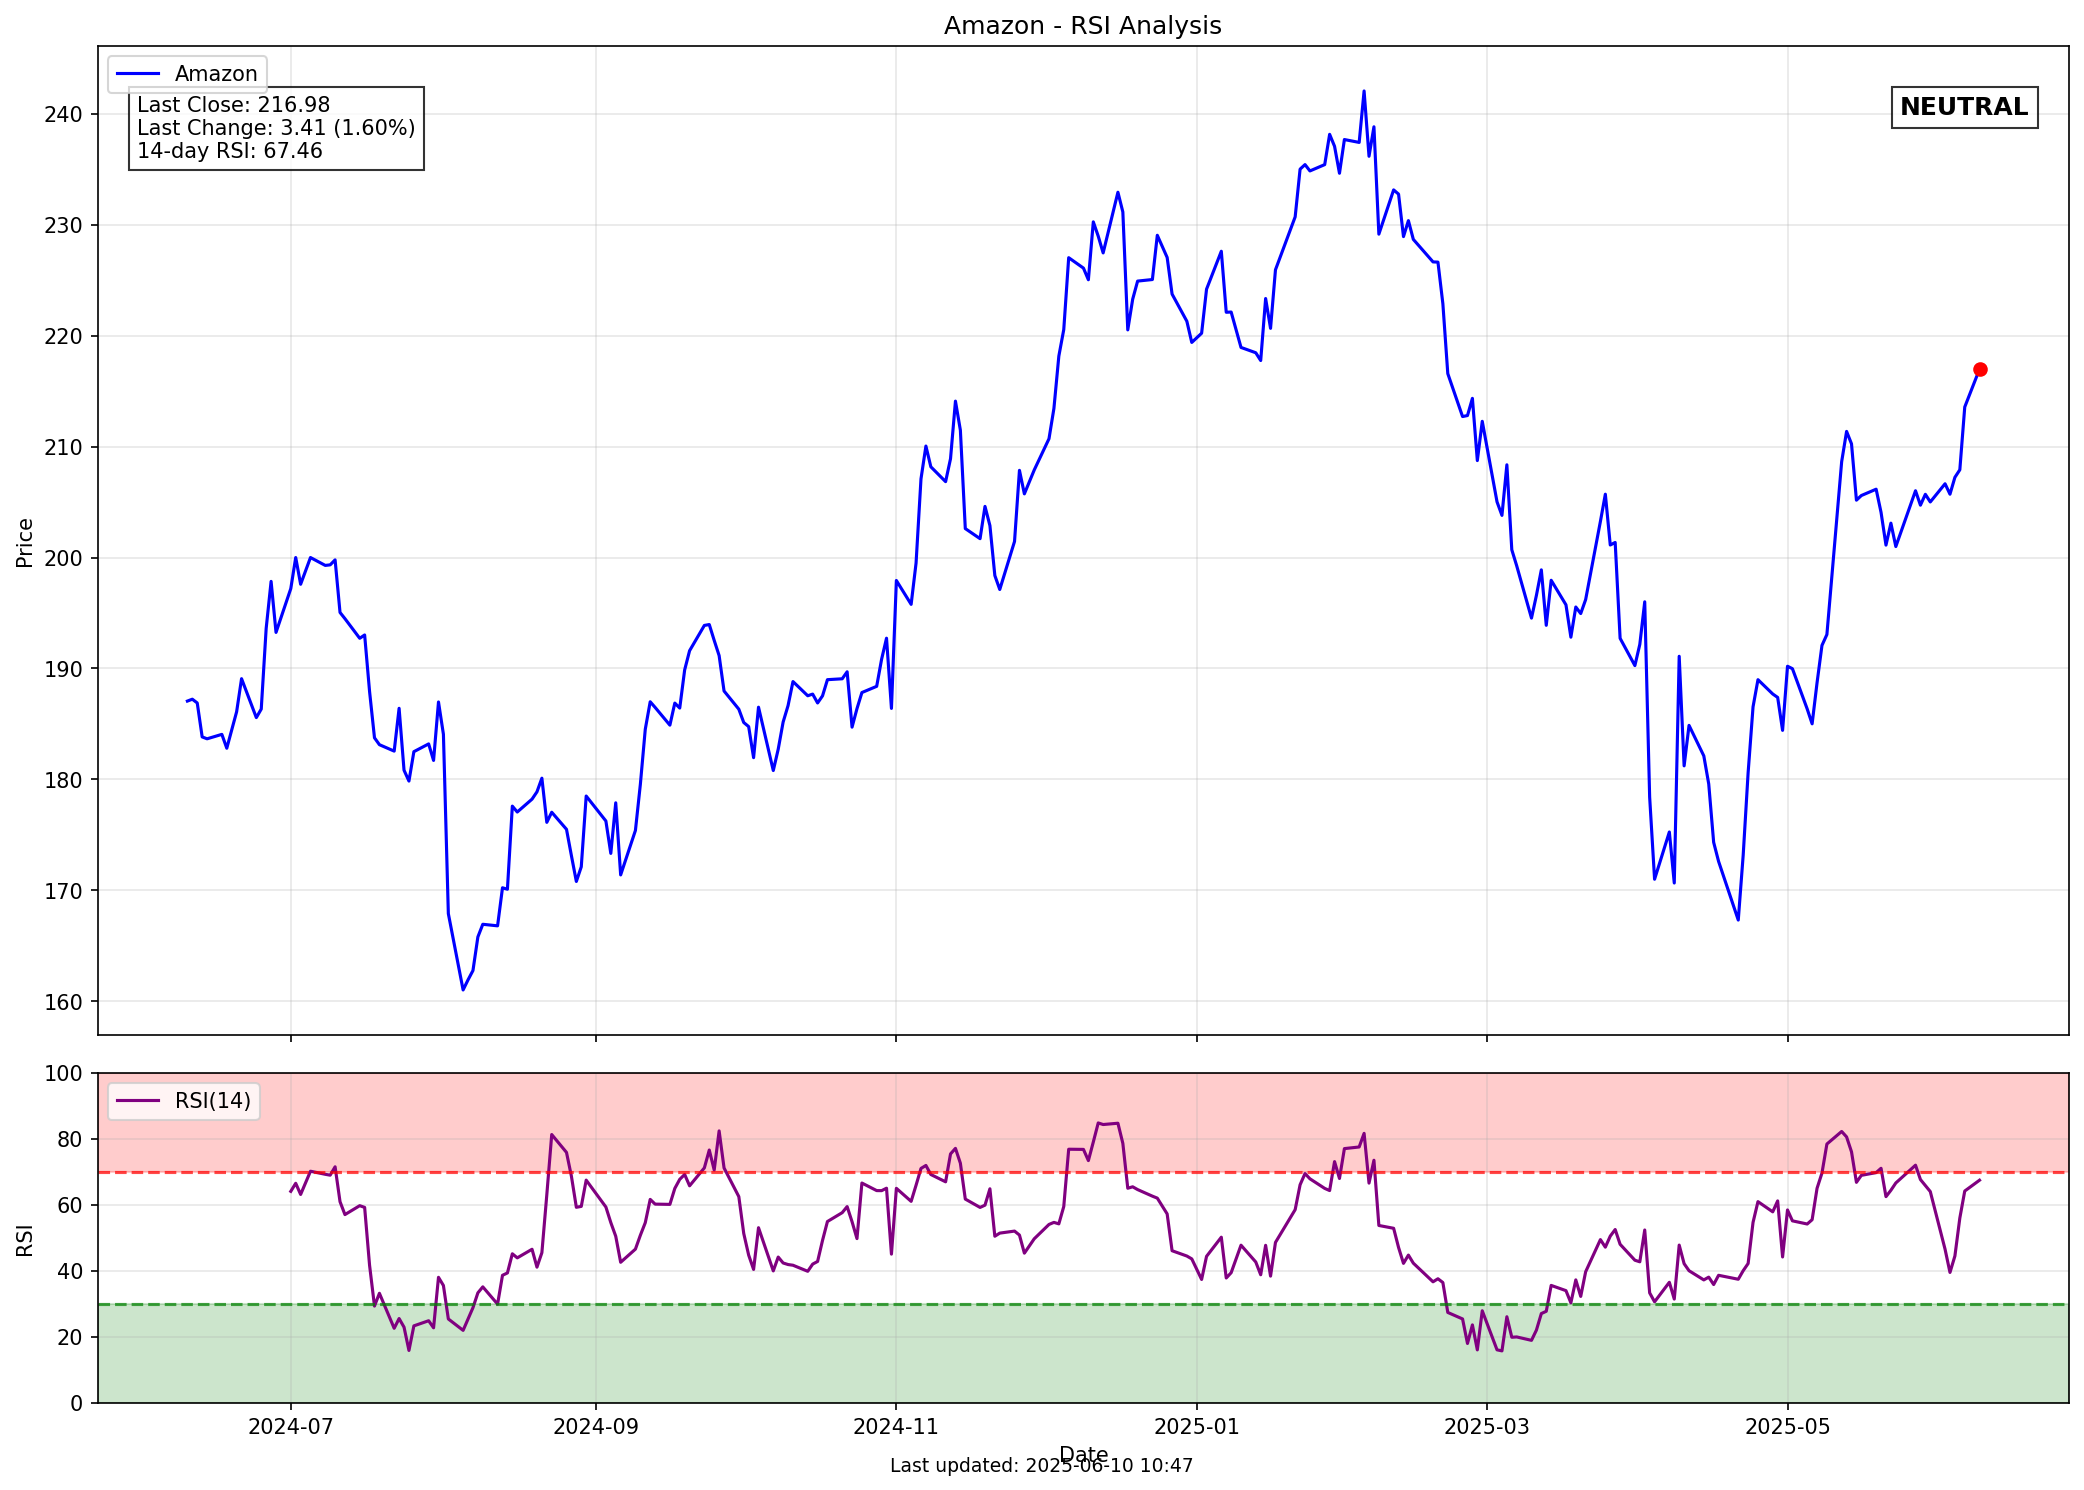 Amazon - RSI Analysis
Amazon
Last Close: 216.98
Last Change: 3.41 (1.60%)
14-day RSI: 67.46
NEUTRAL
Price
240
230
220
210
200
190
180
170
160
RSI(14)
RSI
100
80
60
40
20
0
2024-07
2024-09
2024-11
2025-01
2025-03
2025-05
Date
Last updated: 2025-06-10 10:47